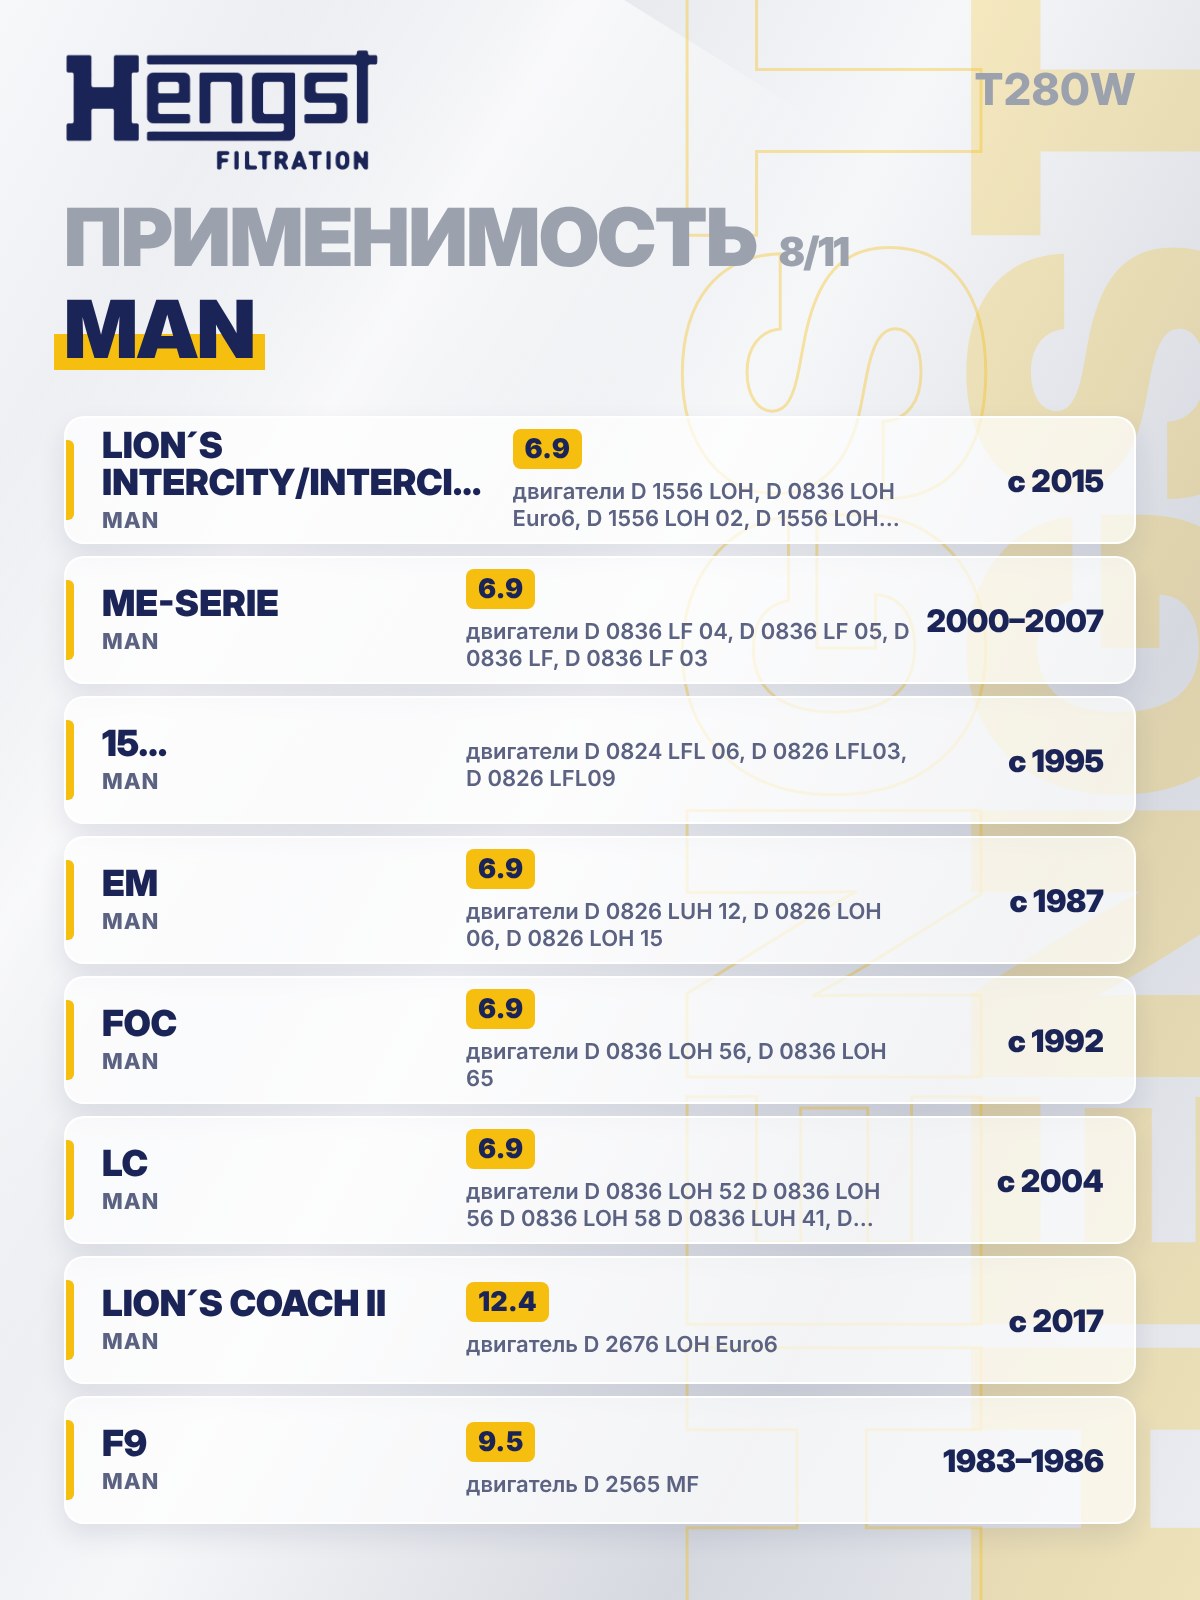 Hengst
FILTRATION
T280W
ПРИМЕНИМОСТЬ 8/11
MAN
LION´S
INTERCITY/INTERCI...
MAN
6.9
двигатели D 1556 LOH, D 0836 LOH
Euro6, D 1556 LOH 02, D 1556 LOH...
с 2015
ME-SERIE
MAN
6.9
двигатели D 0836 LF 04, D 0836 LF 05, D
0836 LF, D 0836 LF 03
2000–2007
15...
MAN
двигатели D 0824 LFL 06, D 0826 LFL03,
D 0826 LFL09
с 1995
EM
MAN
6.9
двигатели D 0826 LUH 12, D 0826 LOH
06, D 0826 LOH 15
с 1987
FOC
MAN
6.9
двигатели D 0836 LOH 56, D 0836 LOH
65
с 1992
LC
MAN
6.9
двигатели D 0836 LOH 52 D 0836 LOH
56 D 0836 LOH 58 D 0836 LUH 41, D...
с 2004
LION´S COACH II
MAN
12.4
двигатель D 2676 LOH Euro6
с 2017
F9
MAN
9.5
двигатель D 2565 MF
1983–1986
HENGST
HENGST